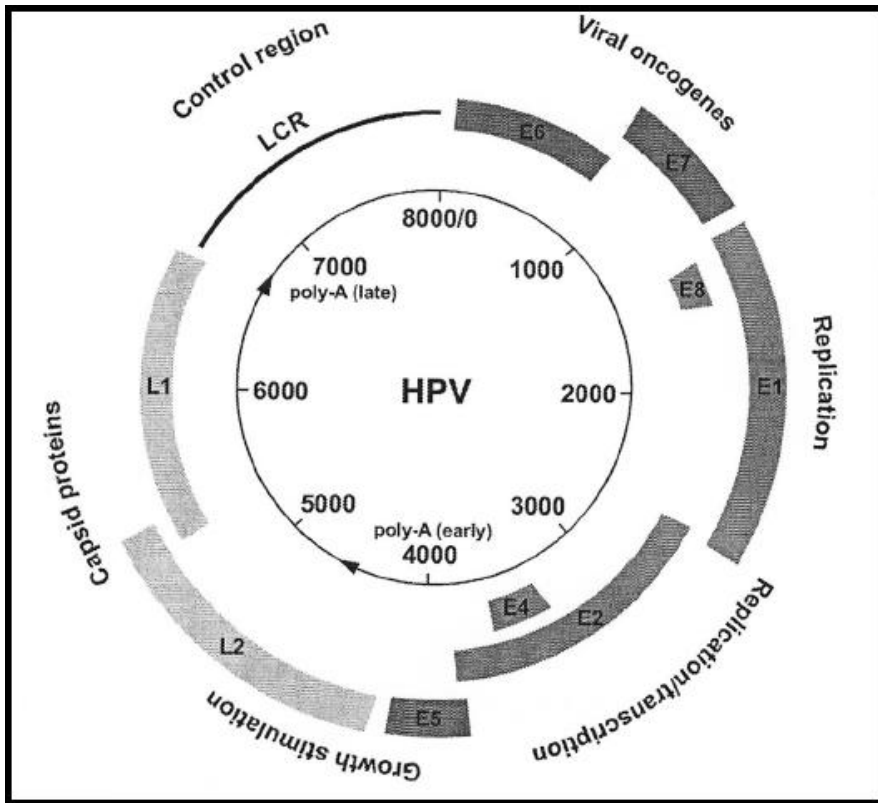 Control region
LCR
Viral oncogenes
E6
E7
8000/0
7000
poly-A (late)
1000
E8
Replication
E1
L1
6000
HPV
2000
Capsid proteins
5000
poly-A (early)
4000
3000
E4
E2
Replication/transcription
L2
E5
Growth stimulation